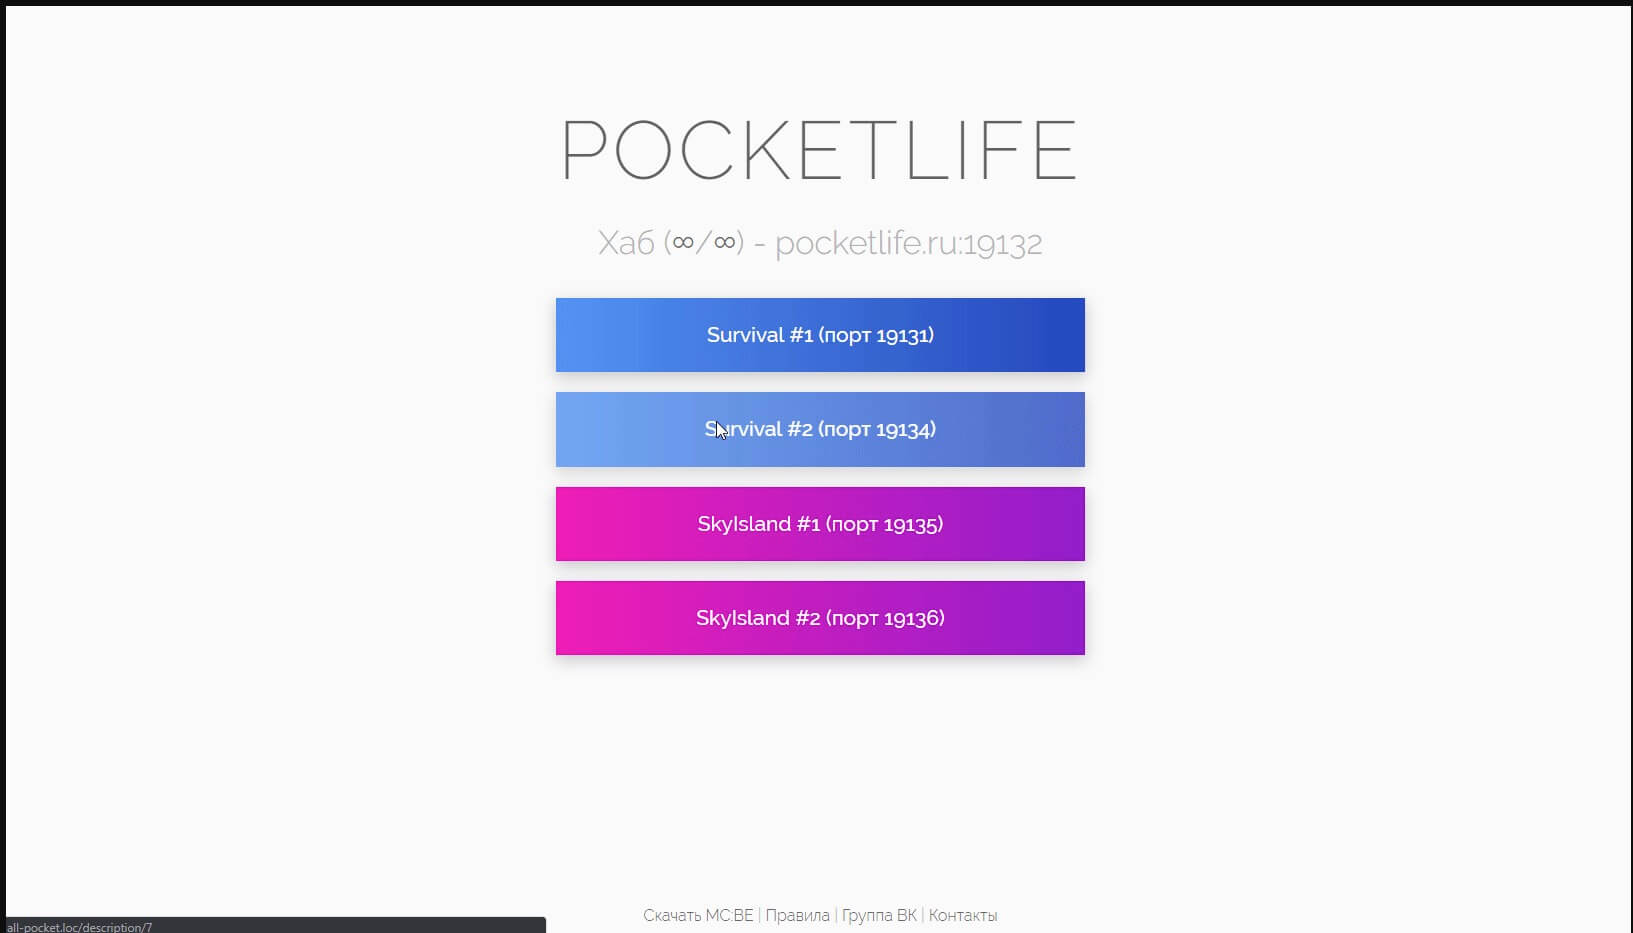 POCKETLIFE
Хаб (∞/∞) - pocketlife.ru:19132
Survival #1 (порт 19131)
Survival #2 (порт 19134)
SkyIsland #1 (порт 19135)
SkyIsland #2 (порт 19136)
Скачать MC:BE | Правила | Группа ВК | Контакты
all-pocket.loc/description/7